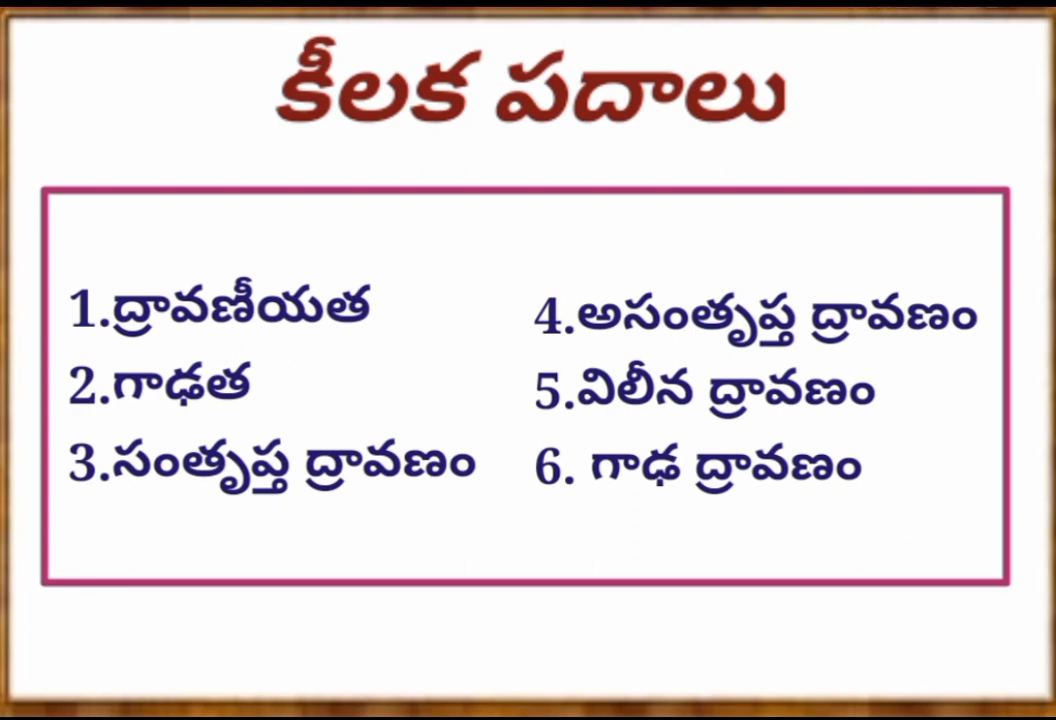 కీలక పదాలు
1.ద్రావణీయత
2.గాఢత
3.సంతృప్త ద్రావణం
4.అసంతృప్త ద్రావణం
5.విలీన ద్రావణం
6. గాఢ ద్రావణం